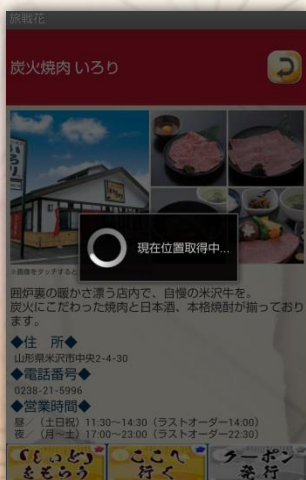 旅戦花
炭火焼肉 いろり
現在位置取得中...
囲炉裏の暖かさ漂う店内で、自慢の米沢牛を。
炭火にこだわった焼肉と日本酒、本格焼酎が揃っており
ます。
◆住　所◆
山形県米沢市中央2-4-30
◆電話番号◆
0238-21-5996
◆営業時間◆
昼／（土日祝）11:30~14:30（ラストオーダー14:00）
夜／（月~土）17:00~23:00（ラストオーダー22:30）
をもらう
ここへ
行く
クーポン
発行